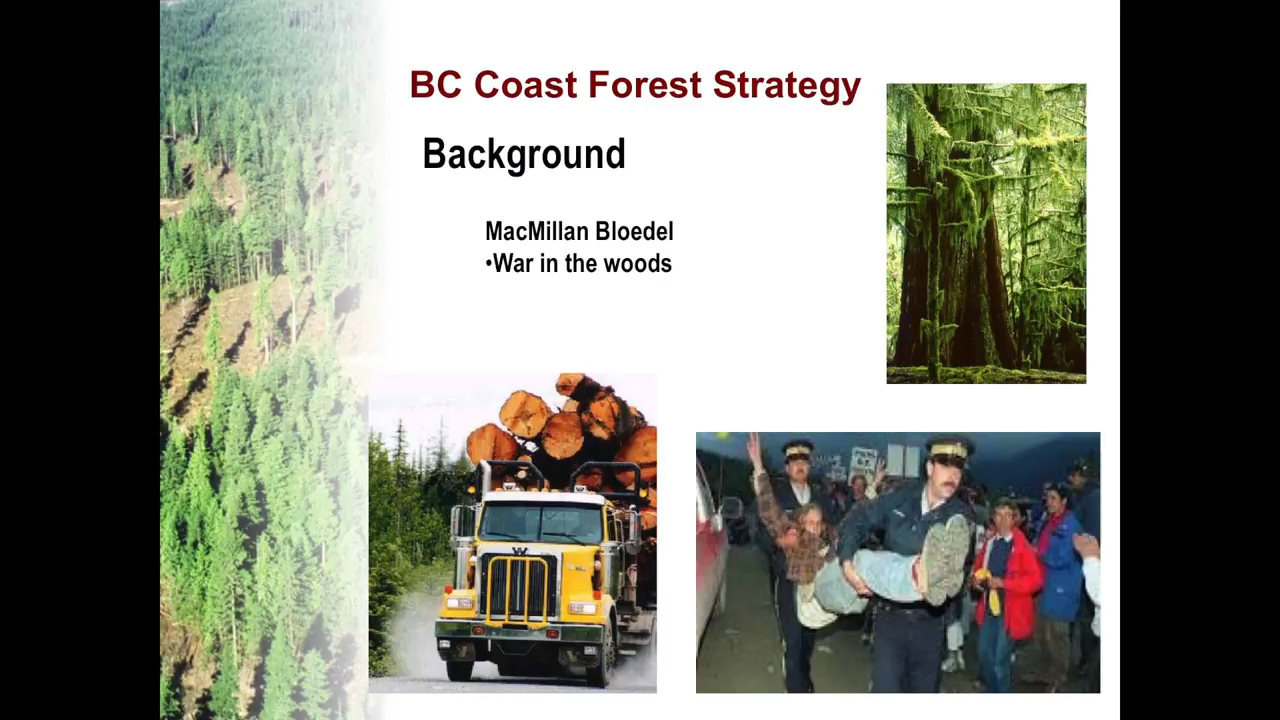 BC Coast Forest Strategy
Background
MacMillan Bloedel
•War in the woods